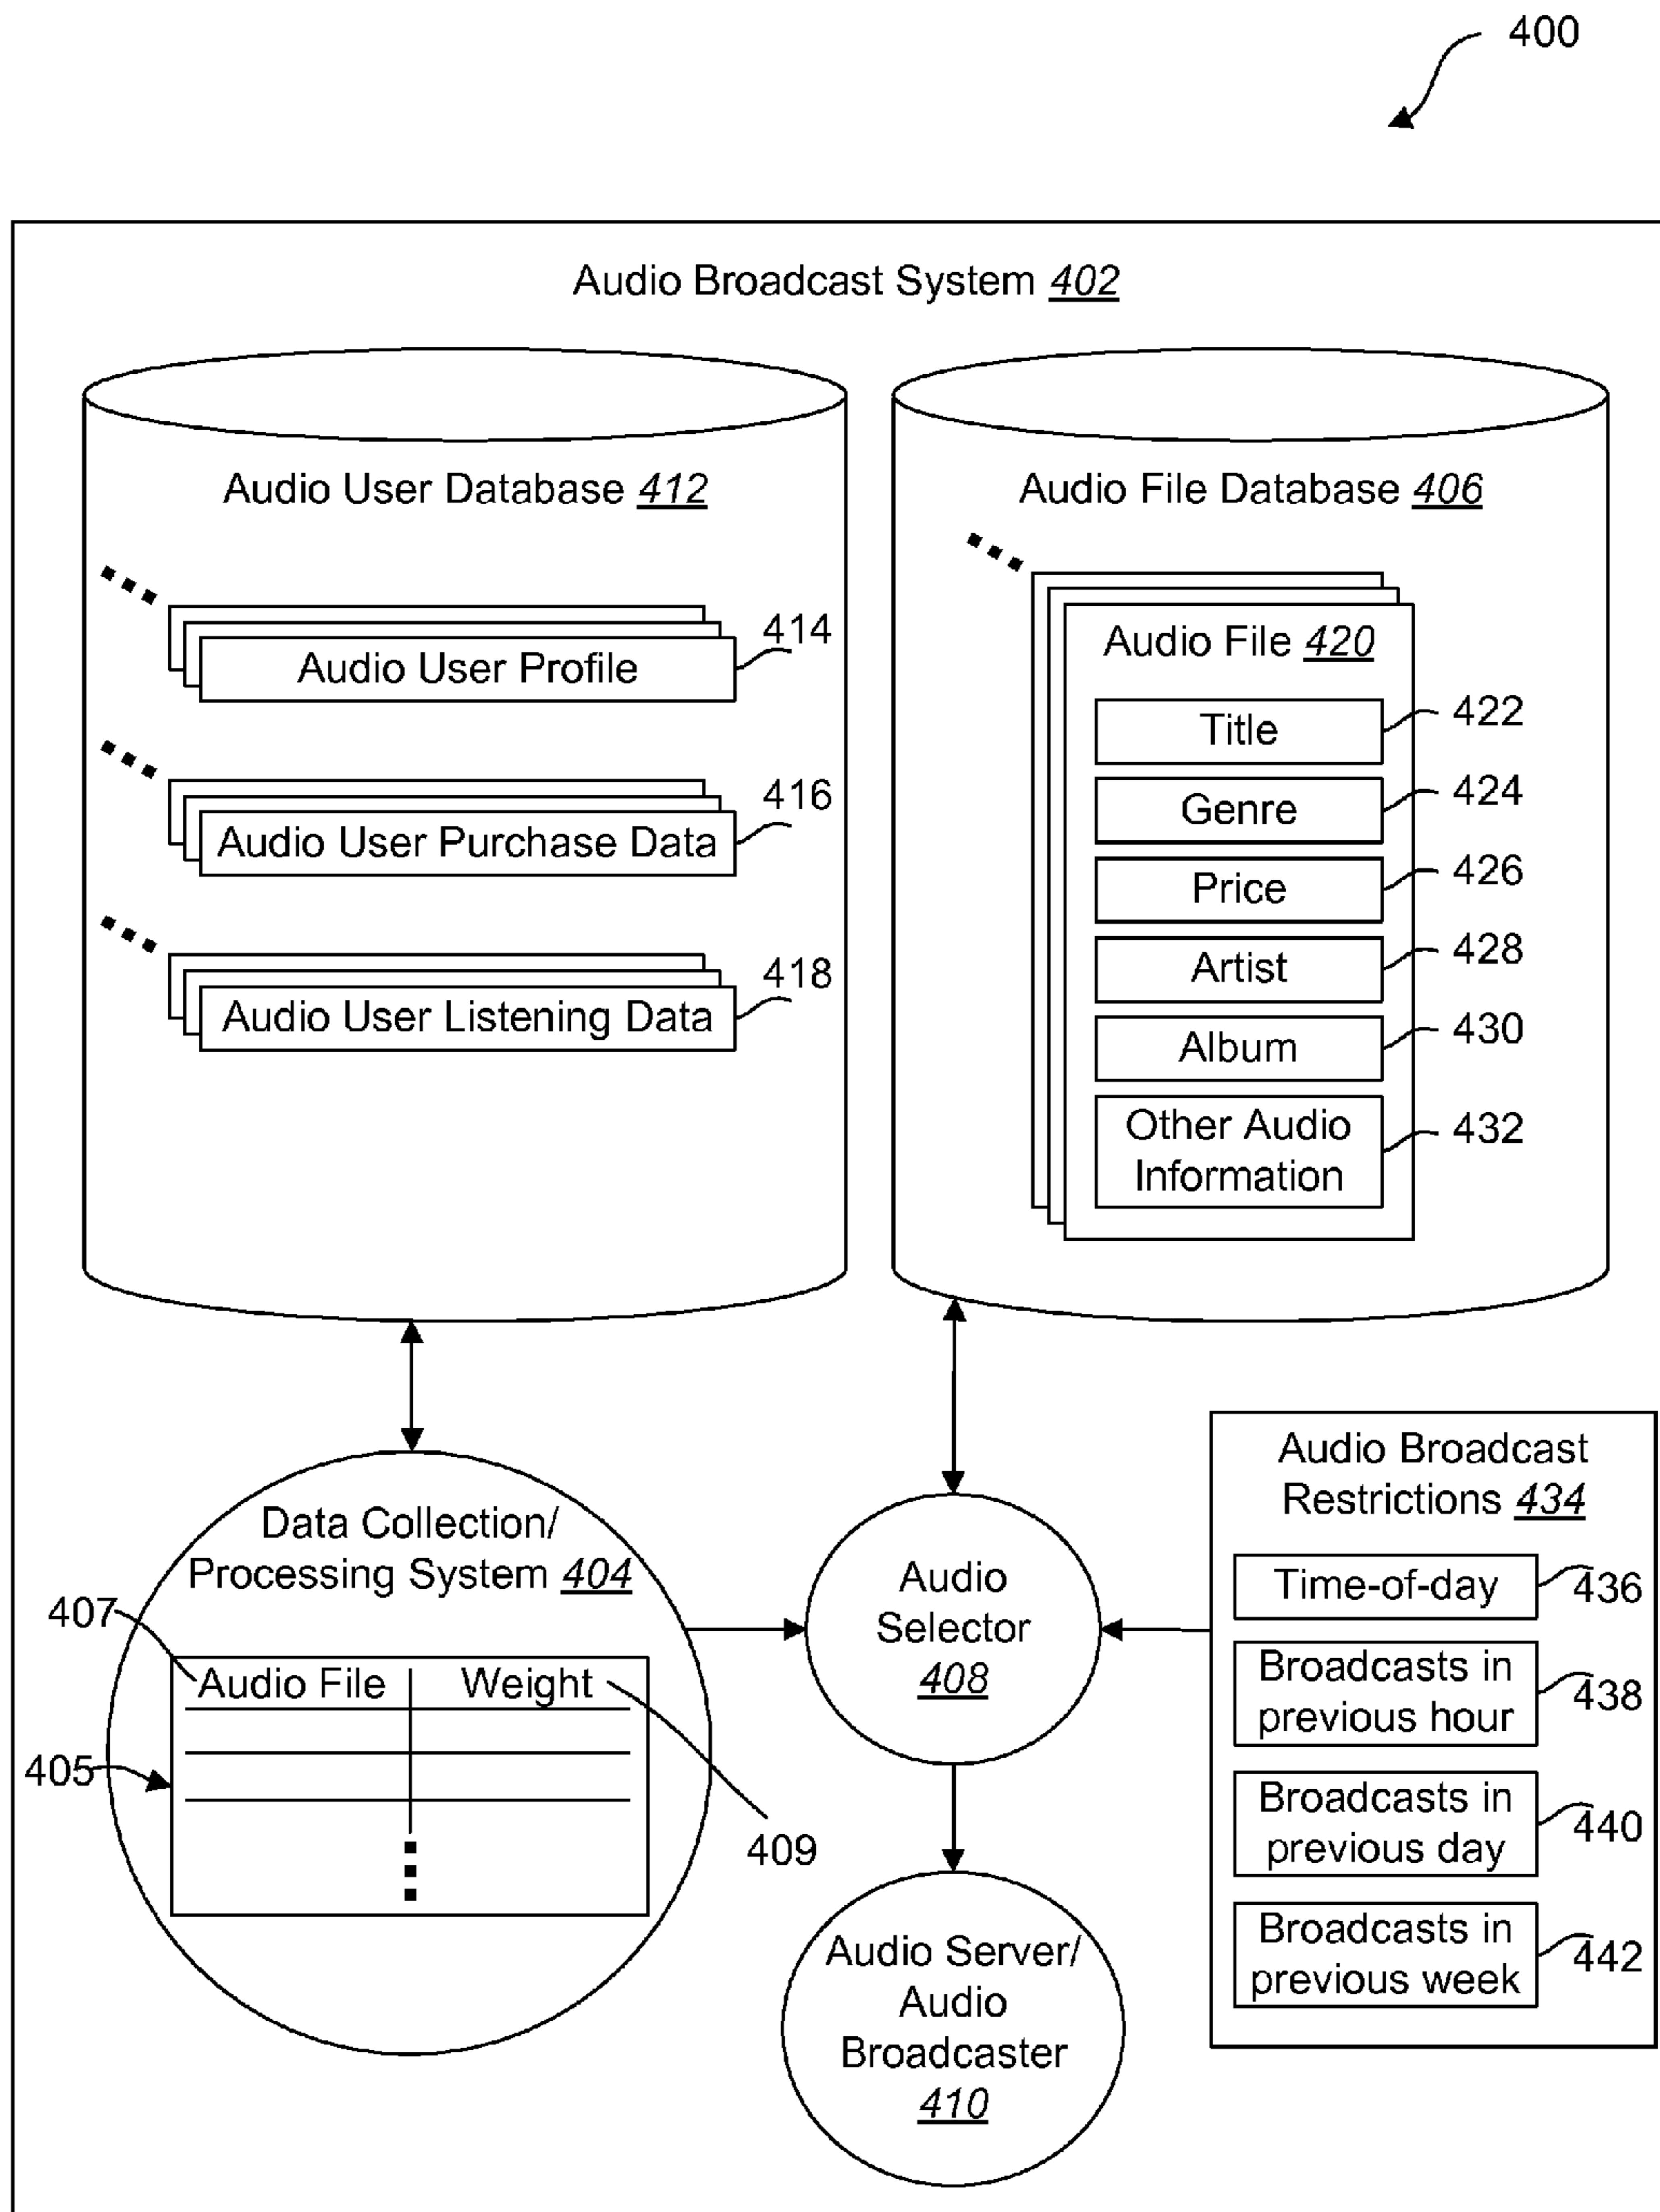 400
Audio Broadcast System 402
Audio User Database 412
Audio User Profile
414
Audio User Purchase Data
416
Audio User Listening Data
418
Audio File Database 406
Audio File 420
Title
422
Genre
424
Price
426
Artist
428
Album
430
Other Audio
Information
432
Data Collection/
Processing System 404
407
Audio File
Weight
405
409
Audio
Selector
408
Audio Broadcast
Restrictions 434
Time-of-day
436
Broadcasts in
previous hour
438
Broadcasts in
previous day
440
Broadcasts in
previous week
442
Audio Server/
Audio
Broadcaster
410